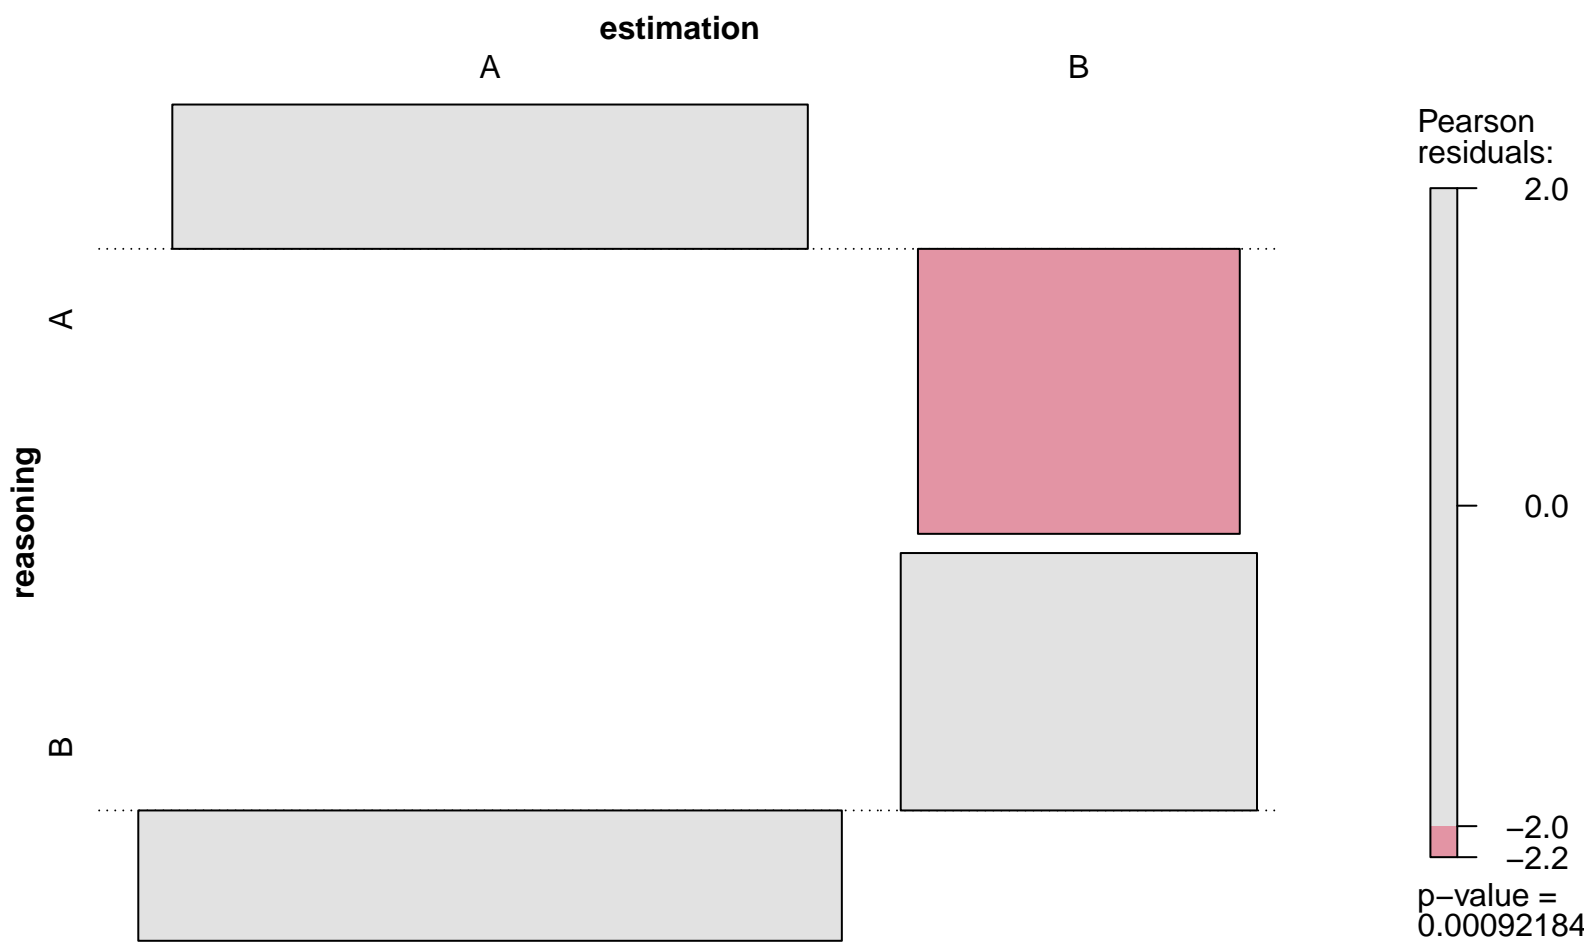 estimation
A
B
reasoning
A
B
Pearson
residuals:
2.0
0.0
−2.0
−2.2
p−value =
0.00092184